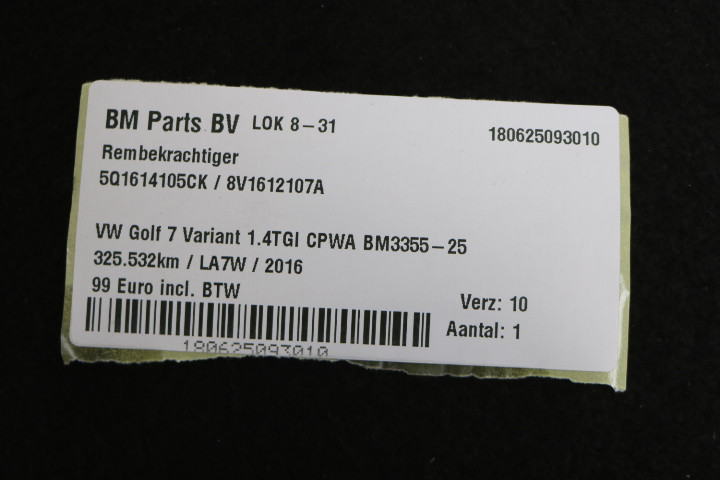 BM Parts BV LOK 8-31 180625093010
Rembekrachtiger
5Q1614105CK / 8V1612107A
VW Golf 7 Variant 1.4TGI CPWA BM3355-25
325.532km / LA7W / 2016
99 Euro incl. BTW
Verz: 10
Aantal: 1
180625093010